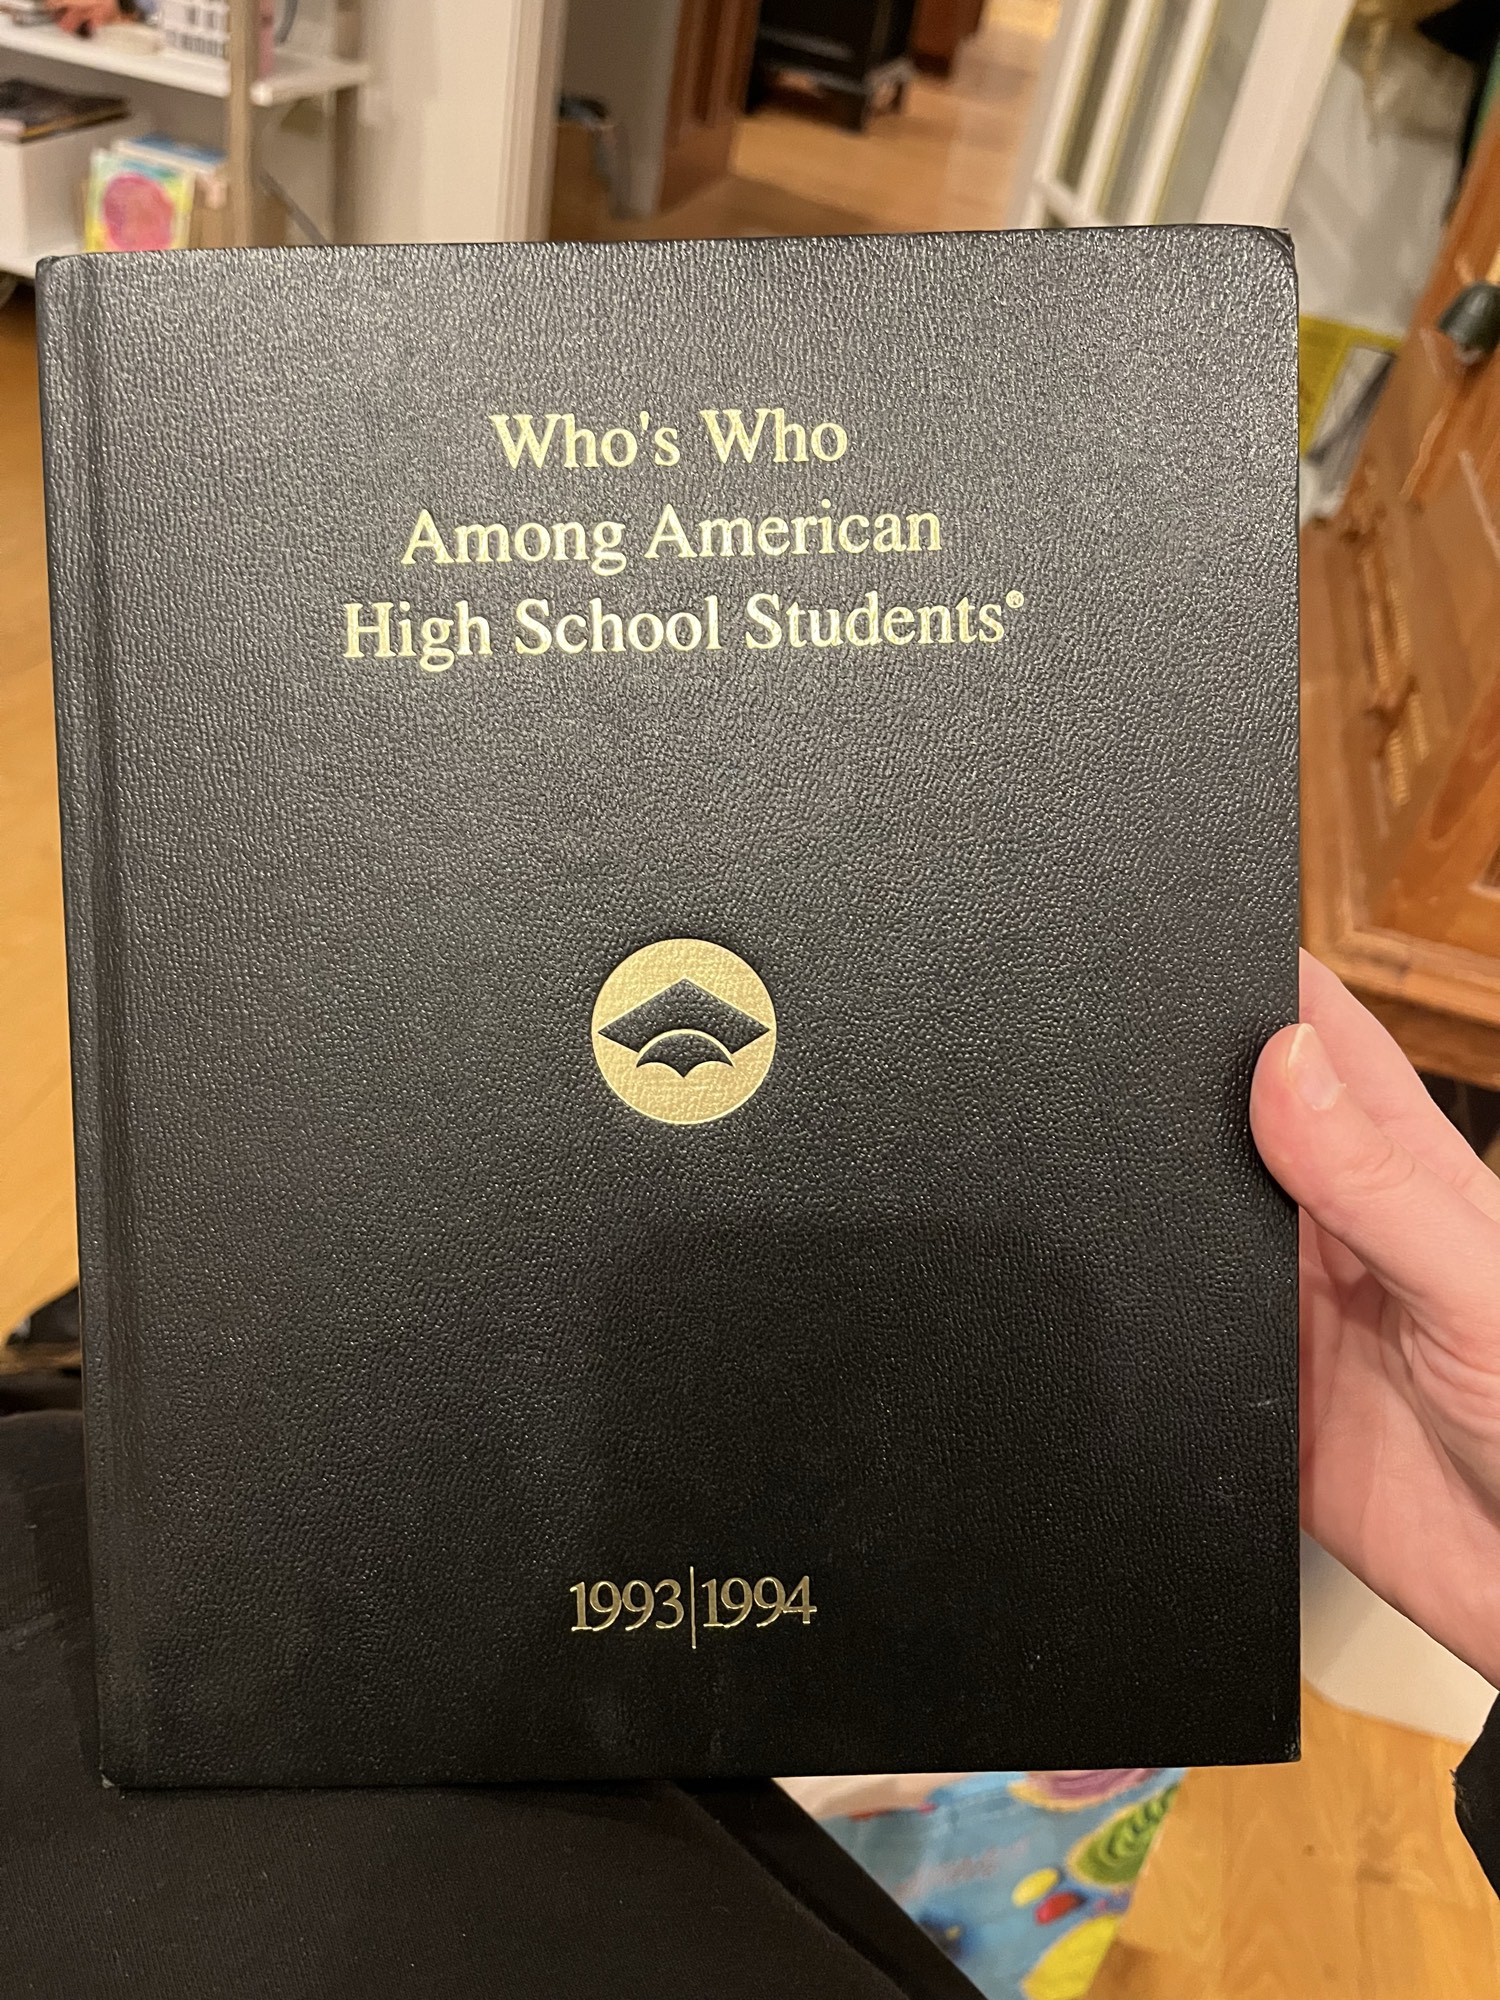 Who's Who
Among American
High School Students®
1993|1994